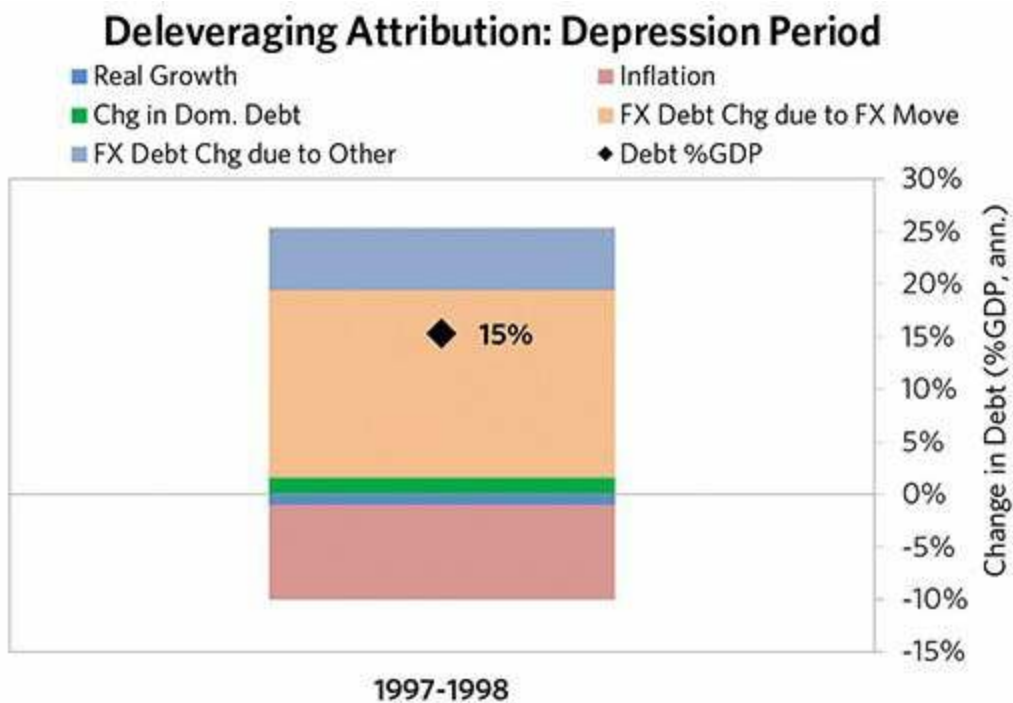 Deleveraging Attribution: Depression Period
Real Growth
Inflation
Chg in Dom. Debt
FX Debt Chg due to FX Move
FX Debt Chg due to Other
Debt %GDP
30%
25%
20%
15%
15%
10%
5%
0%
-5%
-10%
-15%
Change in Debt (%GDP, ann.)
1997-1998